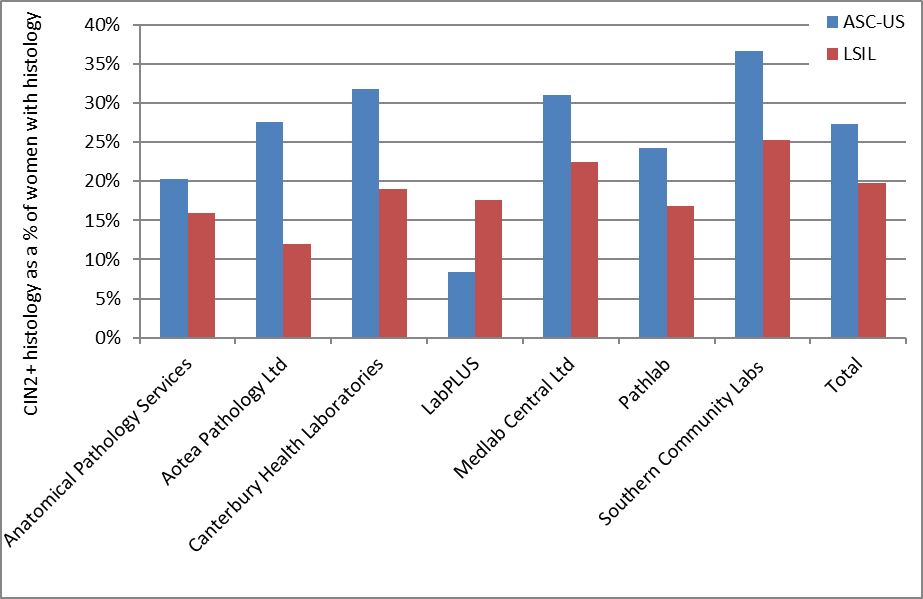 CIN2+ histology as a % of women with histology
40%
35%
30%
25%
20%
15%
10%
5%
0%
ASC-US
LSIL
Anatomical Pathology Services
Aotea Pathology Ltd
Canterbury Health Laboratories
LabPLUS
Medlab Central Ltd
Pathlab
Southern Community Labs
Total